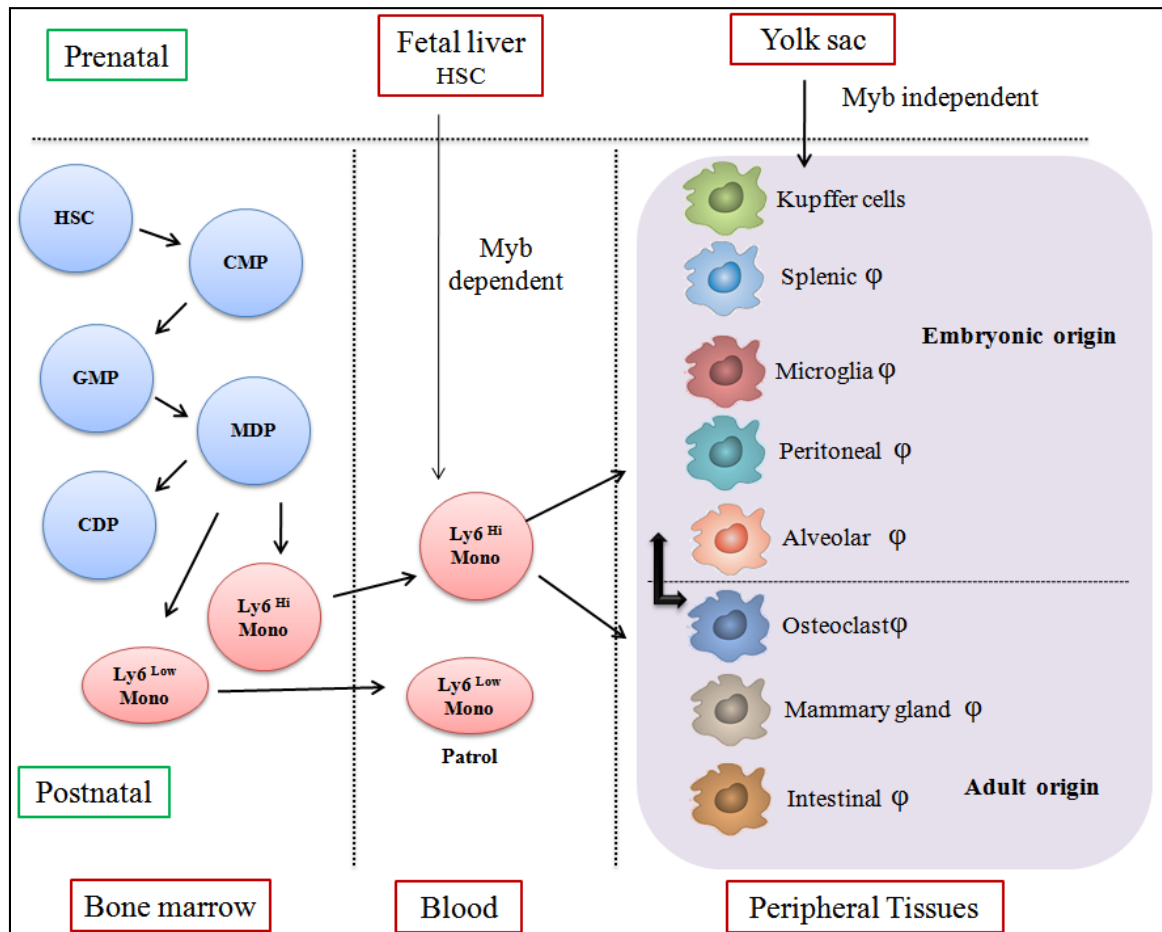 Prenatal
Fetal liver
HSC
Yolk sac
Myb independent
HSC
CMP
GMP
MDP
CDP
Ly6 Hi
Mono
Ly6 Low
Mono
Myb
dependent
Ly6 Hi
Mono
Ly6 Low
Mono
Patrol
Kupffer cells
Splenic φ
Embryonic origin
Microglia φ
Peritoneal φ
Alveolar φ
Osteoclastφ
Mammary gland φ
Intestinal φ
Adult origin
Postnatal
Bone marrow
Blood
Peripheral Tissues